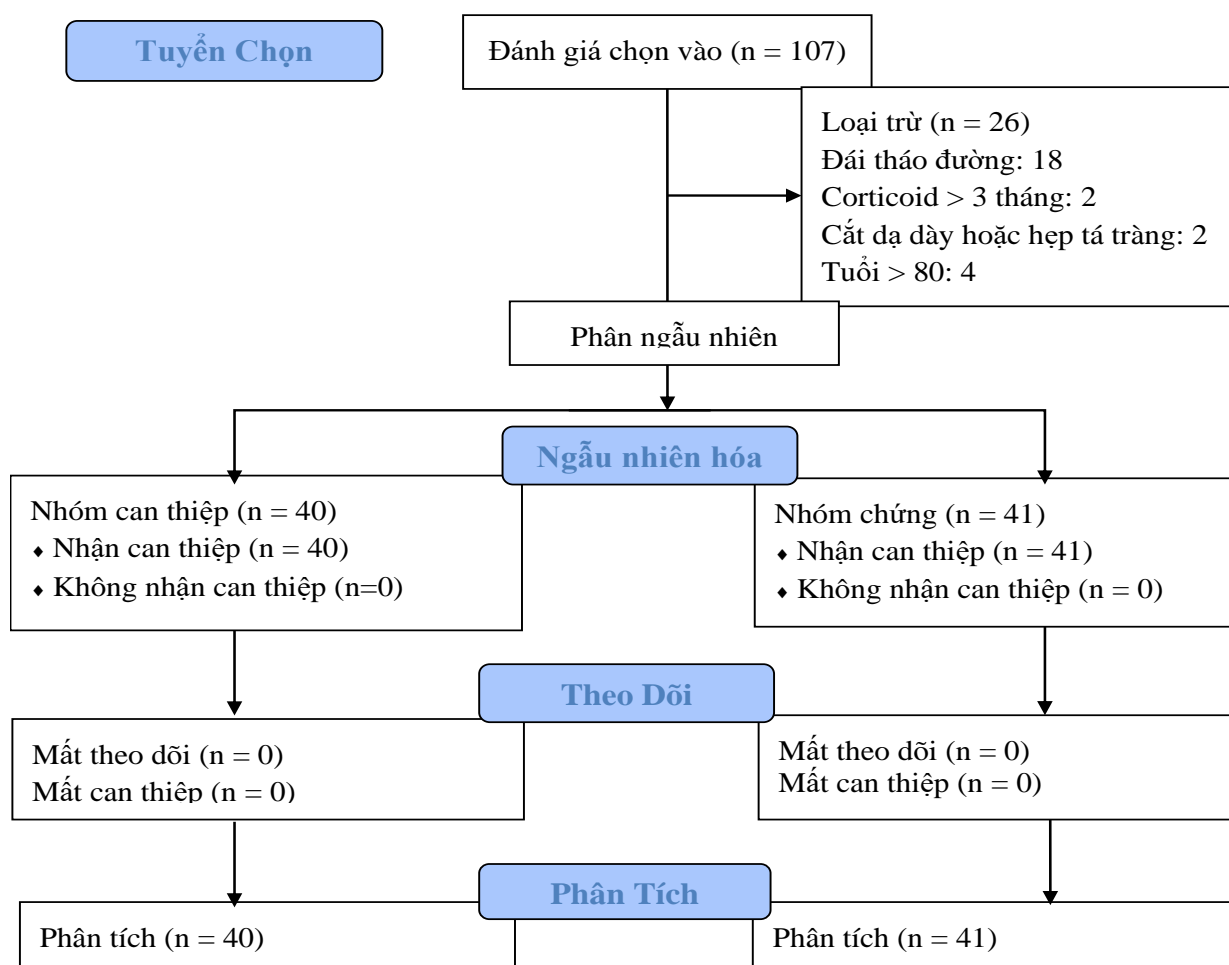 Tuyển Chọn
Đánh giá chọn vào (n = 107)
Loại trừ (n = 26)
Đái tháo đường: 18
Corticoid > 3 tháng: 2
Cắt dạ dày hoặc hẹp tá tràng: 2
Tuổi > 80: 4
Phân ngẫu nhiên
Ngẫu nhiên hóa
Nhóm can thiệp (n = 40)
♦ Nhận can thiệp (n = 40)
♦ Không nhận can thiệp (n=0)
Nhóm chứng (n = 41)
♦ Nhận can thiệp (n = 41)
♦ Không nhận can thiệp (n = 0)
Theo Dõi
Mất theo dõi (n = 0)
Mất can thiệp (n = 0)
Mất theo dõi (n = 0)
Mất can thiệp (n = 0)
Phân Tích
Phân tích (n = 40)
Phân tích (n = 41)